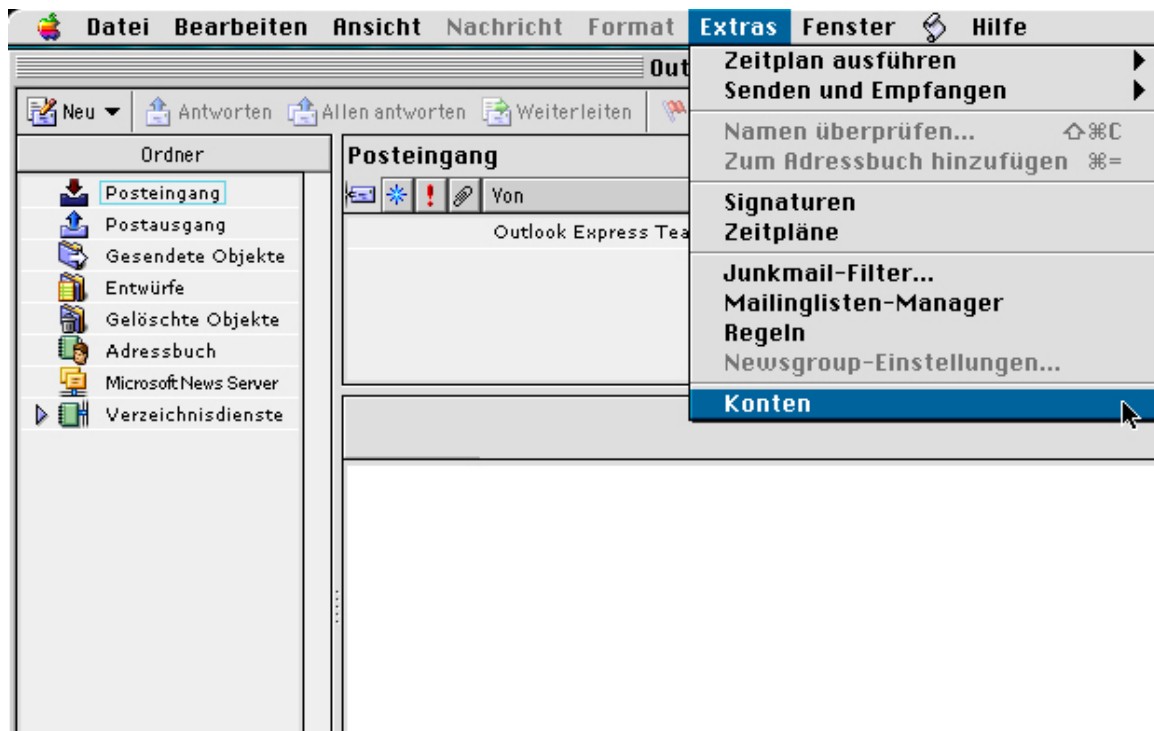 Datei Bearbeiten Ansicht Nachricht Format Extras Fenster Hilfe
Out
Neu Antworten Allen antworten Weiterleiten
Ordner
Posteingang
Postausgang
Gesendete Objekte
Entwürfe
Gelöschte Objekte
Adressbuch
Microsoft News Server
Verzeichnisdienste
Posteingang
Von
Outlook Express Tea
Zeitplan ausführen
Senden und Empfangen
Namen überprüfen... ⇧⌘C
Zum Adressbuch hinzufügen ⌘=
Signaturen
Zeitpläne
Junkmail-Filter...
Mailinglisten-Manager
Regeln
Newsgroup-Einstellungen...
Konten